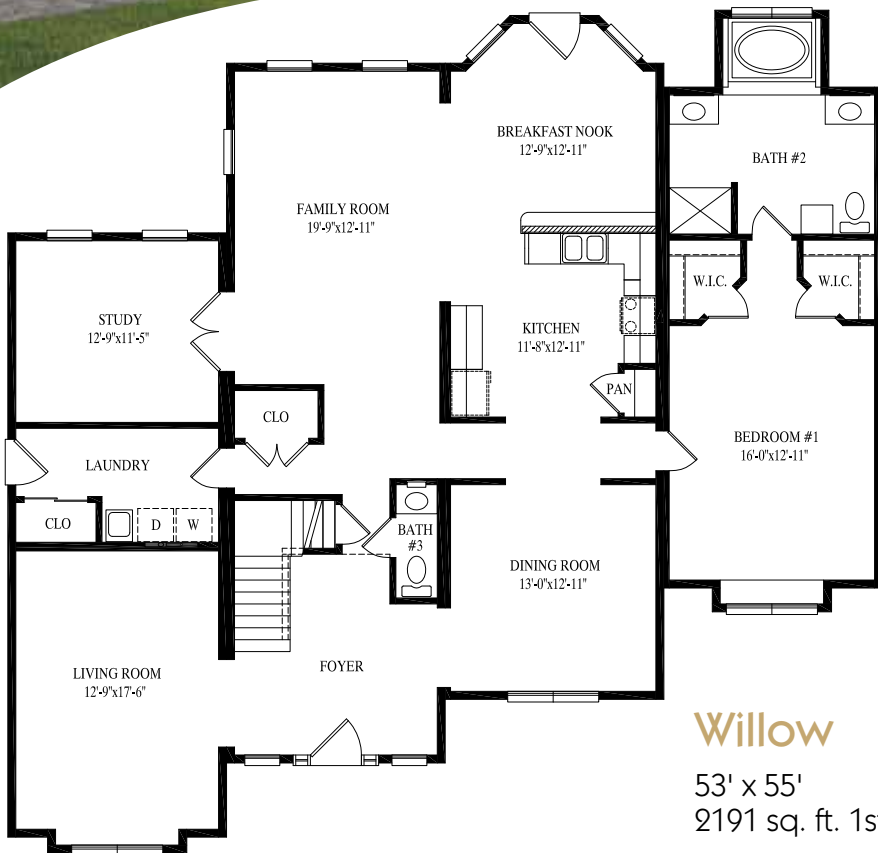 BREAKFAST NOOK
12'-9"x12'-11"
BATH #2
FAMILY ROOM
19'-9"x12'-11"
W.I.C.
W.I.C.
STUDY
12'-9"x11'-5"
KITCHEN
11'-8"x12'-11"
PAN
CLO
BEDROOM #1
16'-0"x12'-11"
LAUNDRY
CLO
D
W
BATH
#3
DINING ROOM
13'-0"x12'-11"
LIVING ROOM
12'-9"x17'-6"
FOYER
Willow
53' x 55'
2191 sq. ft. 1s